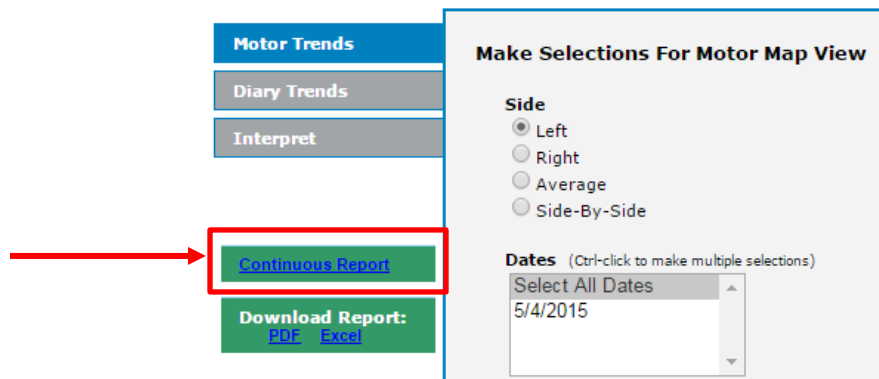 Motor Trends
Diary Trends
Interpret
Continuous Report
Download Report:
PDF Excel
Make Selections For Motor Map View
Side
Left
Right
Average
Side-By-Side
Dates (Ctrl-click to make multiple selections)
Select All Dates
5/4/2015